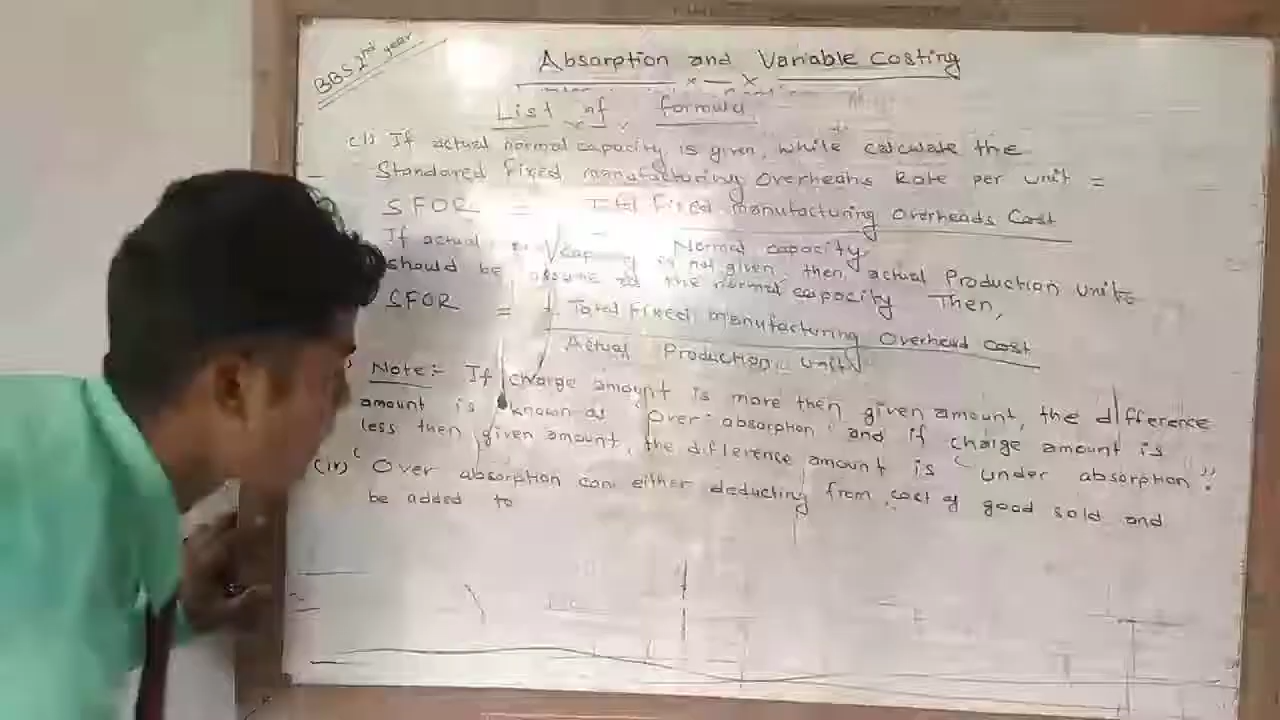 BBS 2nd year
Absorption and Variable Costing
List of formula
If actual normal capacity is given, while calculate the
Standared fixed manufacturing Overheads Rate per unit =
SFOR = Total fixed manufacturing Overheads Cost
Normal capacity
If actual capacity is not given, then actual Production units
should be assume as the normal capacity Then,
SFOR = Total Fixed manufacturing Overhead Cost
Actual Production units
Note:- If charge amount is more then given amount, the difference
amount is known as "Over absorption" and if charge amount is
less then given amount, the difference amount is "under absorption"
(iv) Over absorption can either deducting from cost of good sold and
be added to